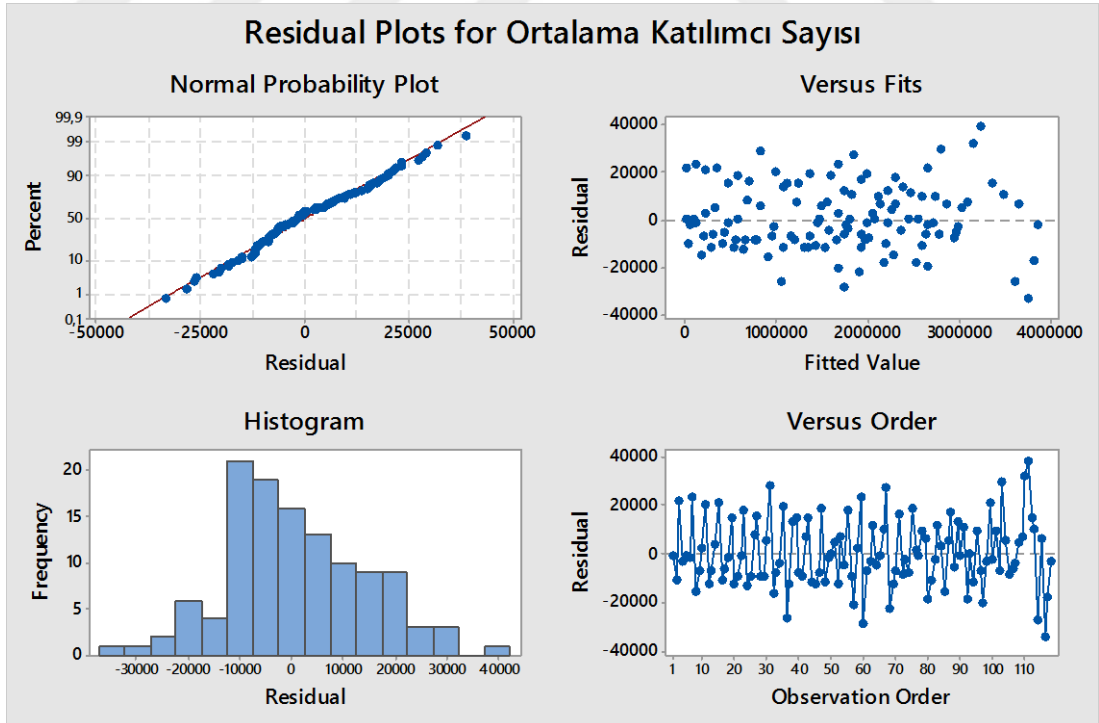 Residual Plots for Ortalama Katılımcı Sayısı
Normal Probability Plot
Percent
99,9
99
90
50
10
1
0,1
-50000 -25000 0 25000 50000
Residual
Versus Fits
Residual
40000
20000
0
-20000
-40000
0 1000000 2000000 3000000 4000000
Fitted Value
Histogram
Frequency
20
15
10
5
0
-30000 -20000 -10000 0 10000 20000 30000 40000
Residual
Versus Order
Residual
40000
20000
0
-20000
-40000
1 10 20 30 40 50 60 70 80 90 100 110
Observation Order